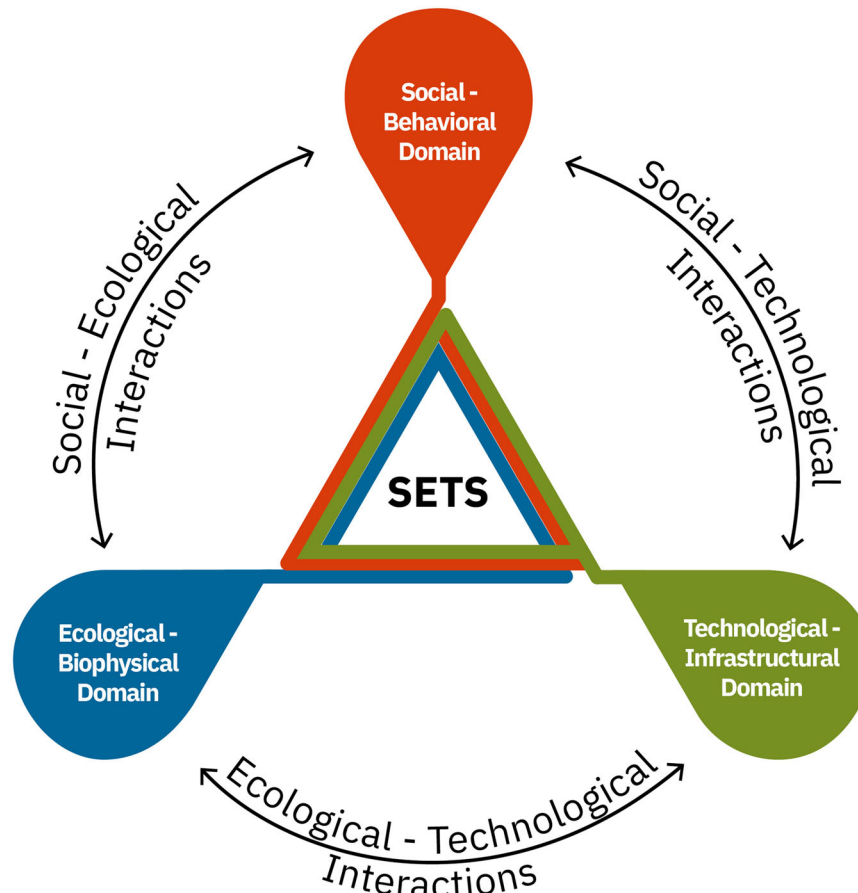 Social -
Behavioral
Domain
Social - Ecological
Interactions
Social - Technological
Interactions
SETS
Ecological -
Biophysical
Domain
Technological -
Infrastructural
Domain
Ecological - Technological
Interactions